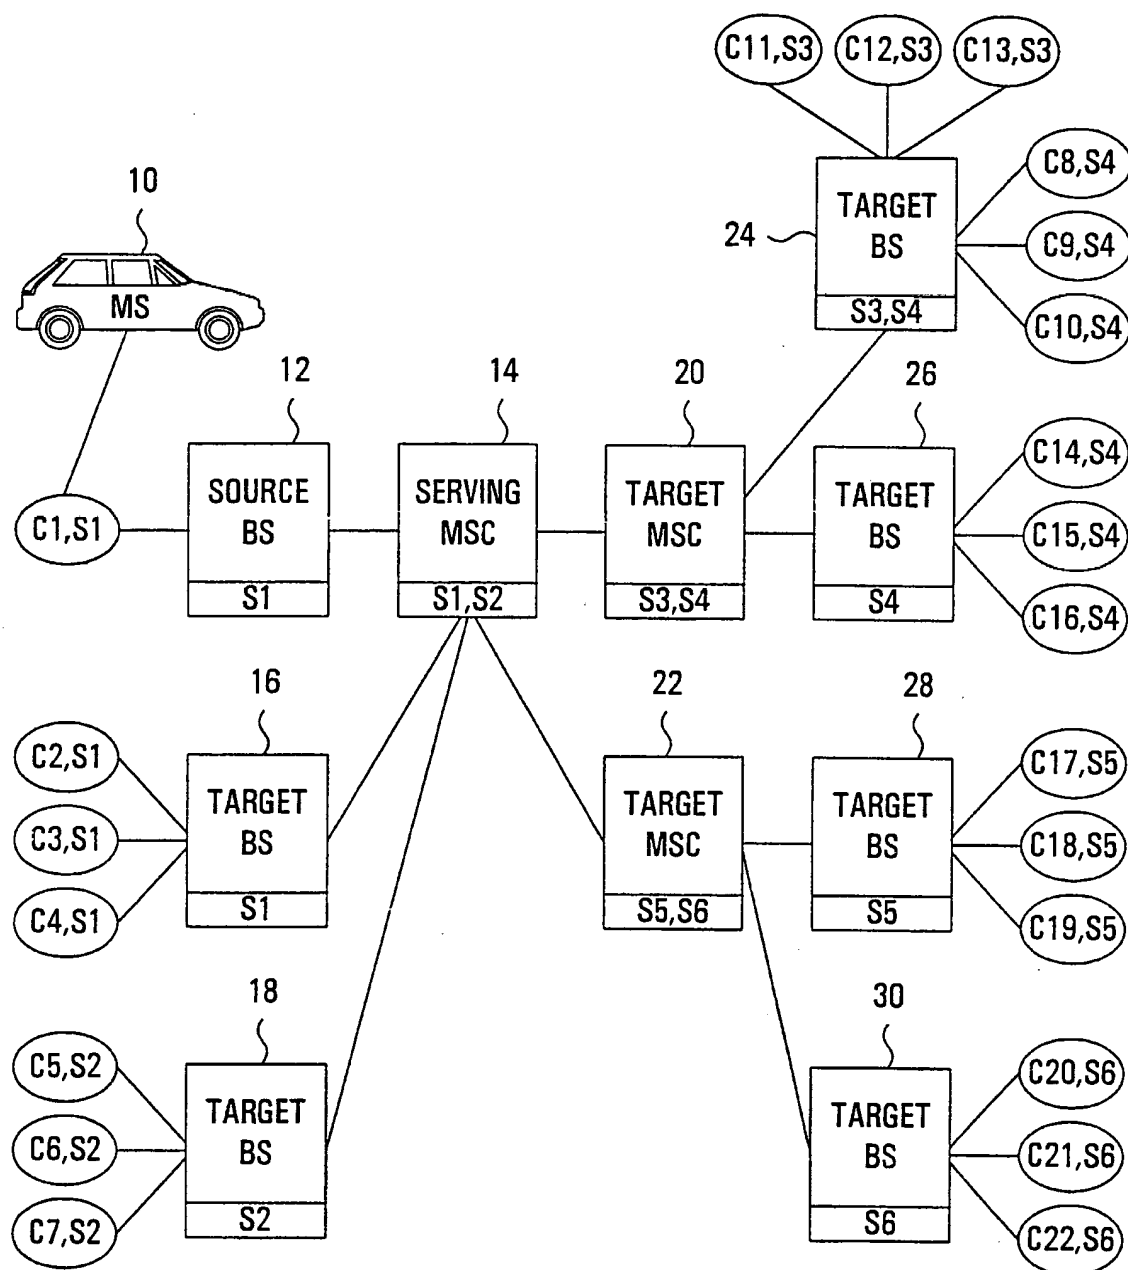 C11,S3
C12,S3
C13,S3
10
24
TARGET
BS
S3,S4
C8,S4
C9,S4
C10,S4
MS
12
14
20
26
C1,S1
SOURCE
BS
S1
SERVING
MSC
S1,S2
TARGET
MSC
S3,S4
TARGET
BS
S4
C14,S4
C15,S4
C16,S4
16
22
28
C2,S1
C3,S1
C4,S1
TARGET
BS
S1
TARGET
MSC
S5,S6
TARGET
BS
S5
C17,S5
C18,S5
C19,S5
18
30
C5,S2
C6,S2
C7,S2
TARGET
BS
S2
TARGET
BS
S6
C20,S6
C21,S6
C22,S6